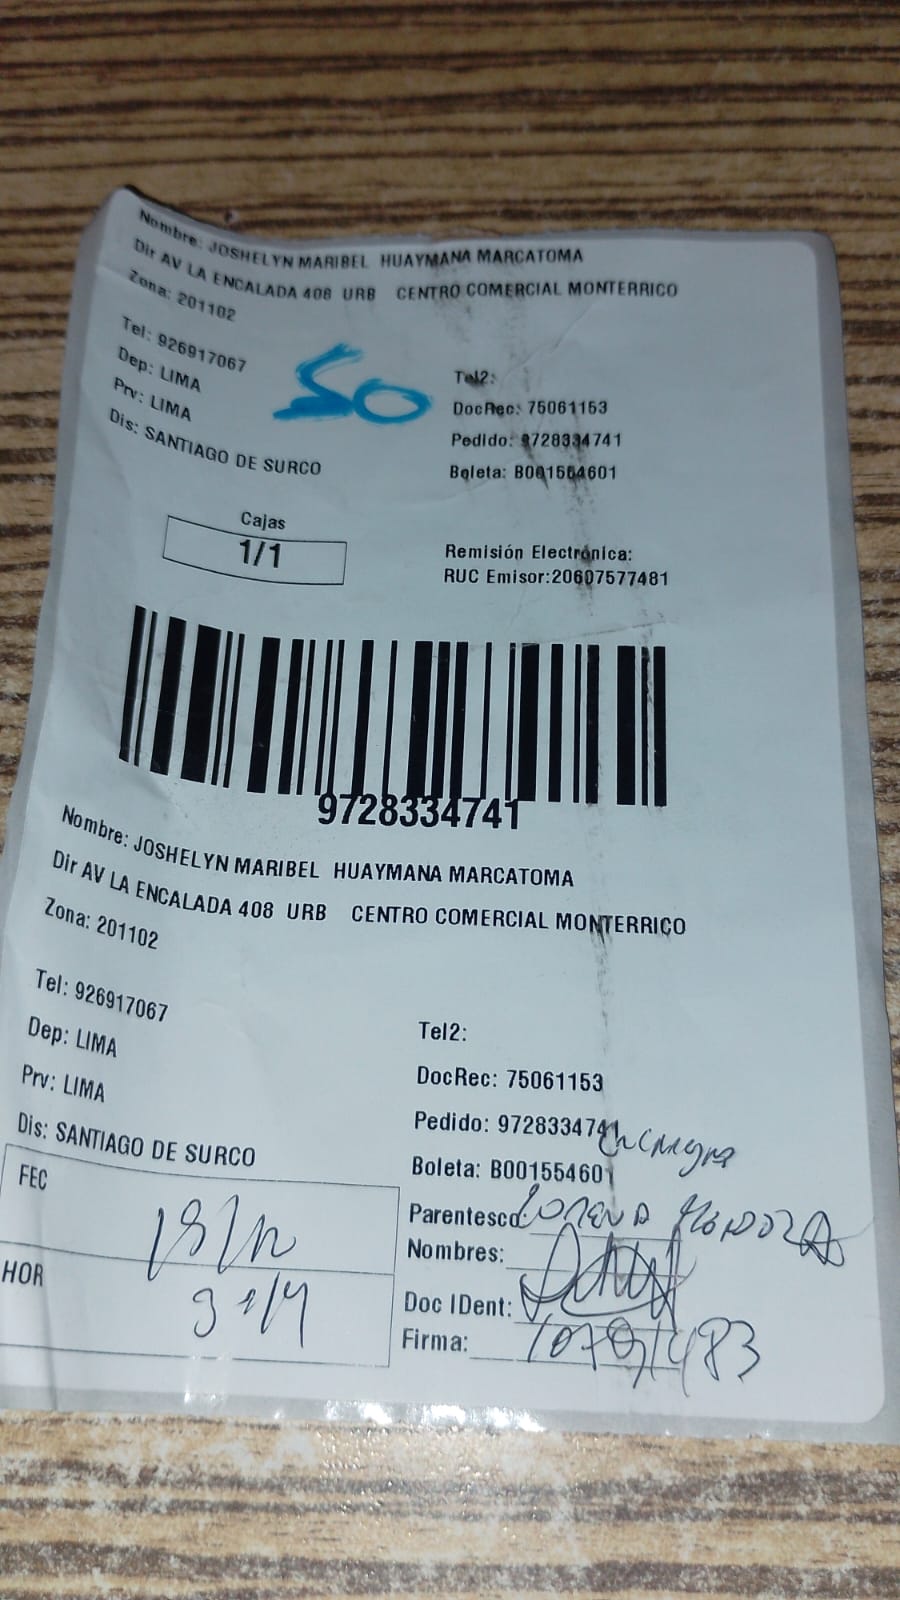 Nombre: JOSHELYN MARIBEL HUAYMANA MARCATOMA
Dir AV LA ENCALADA 408 URB CENTRO COMERCIAL MONTERRICO
Zona: 201102
Tel: 926917067
Dep: LIMA
Prv: LIMA
Dis: SANTIAGO DE SURCO
50
Tel2:
DocRec: 75061153
Pedido: 9728334741
Boleta: B001554601
Cajas
1/1
Remisión Electrónica:
RUC Emisor:20607577481
9728334741
Nombre: JOSHELYN MARIBEL HUAYMANA MARCATOMA
Dir AV LA ENCALADA 408 URB CENTRO COMERCIAL MONTERRICO
Zona: 201102
Tel: 926917067
Dep: LIMA
Prv: LIMA
Dis: SANTIAGO DE SURCO
Tel2:
DocRec: 75061153
Pedido: 9728334741
Boleta: B001554601
Parentesco: LORENA MENDOZA
Nombres:
Doc IDent:
Firma:
FEC
HOR